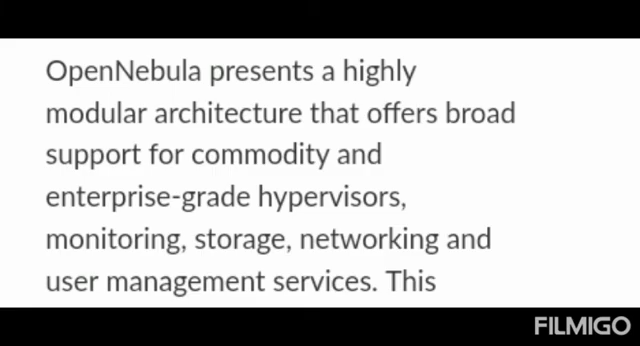 OpenNebula presents a highly
modular architecture that offers broad
support for commodity and
enterprise-grade hypervisors,
monitoring, storage, networking and
user management services. This
FILMIGO